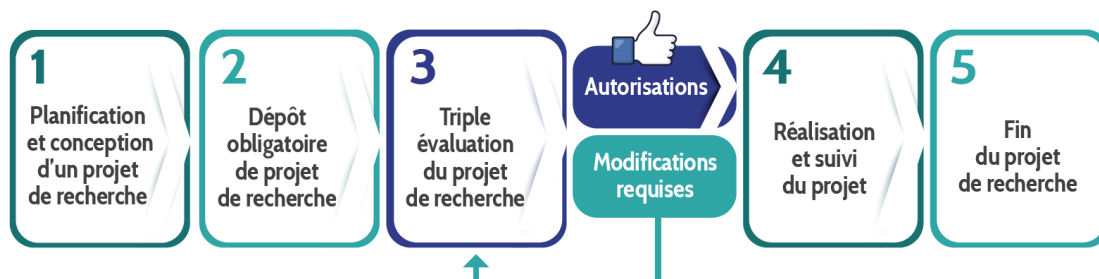 1
Planification
et conception
d'un projet
de recherche
2
Dépôt
obligatoire
de projet
de recherche
3
Triple
évaluation
du projet
de recherche
Autorisations
Modifications
requises
4
Réalisation
et suivi
du projet
5
Fin
du projet
de recherche